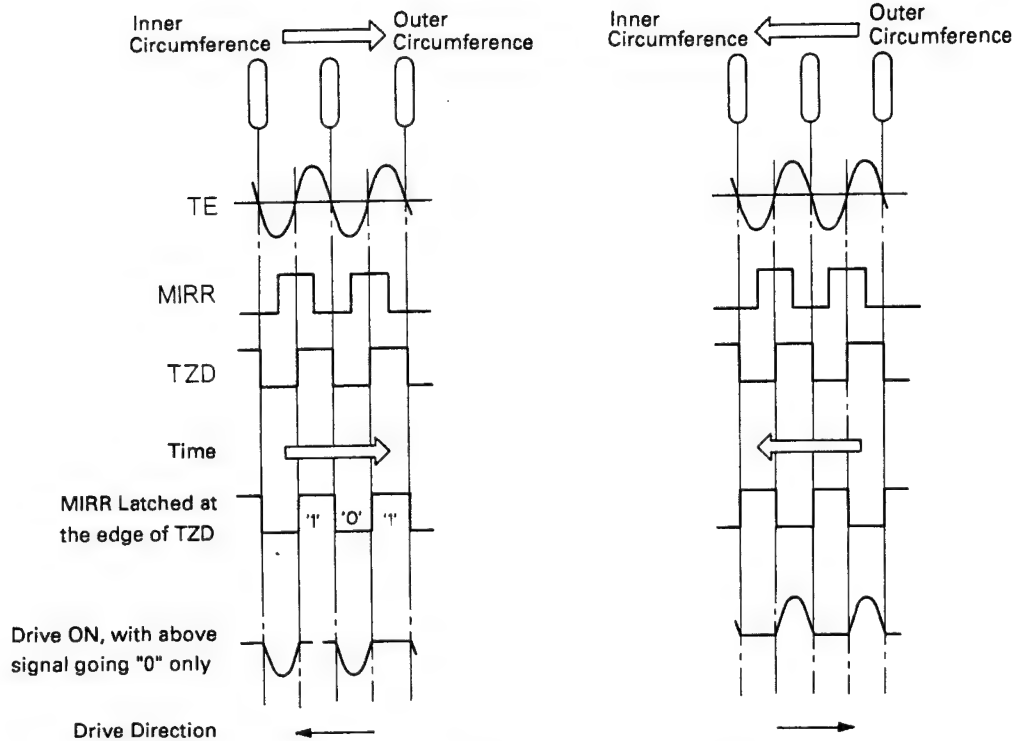 Inner
Circumference
Outer
Circumference
Inner
Circumference
Outer
Circumference
TE
MIRR
TZD
Time
MIRR Latched at
the edge of TZD
'1' '0' '1'
Drive ON, with above
signal going "0" only
Drive Direction